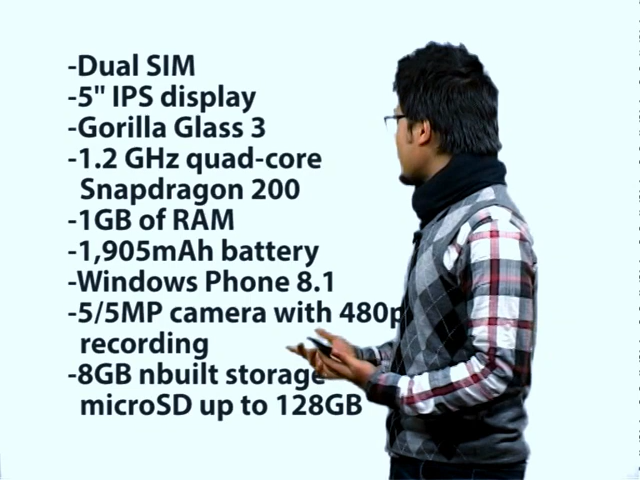 -Dual SIM
-5" IPS display
-Gorilla Glass 3
-1.2 GHz quad-core
Snapdragon 200
-1GB of RAM
-1,905mAh battery
-Windows Phone 8.1
-5/5MP camera with 480p
recording
-8GB nbuilt storage
microSD up to 128GB